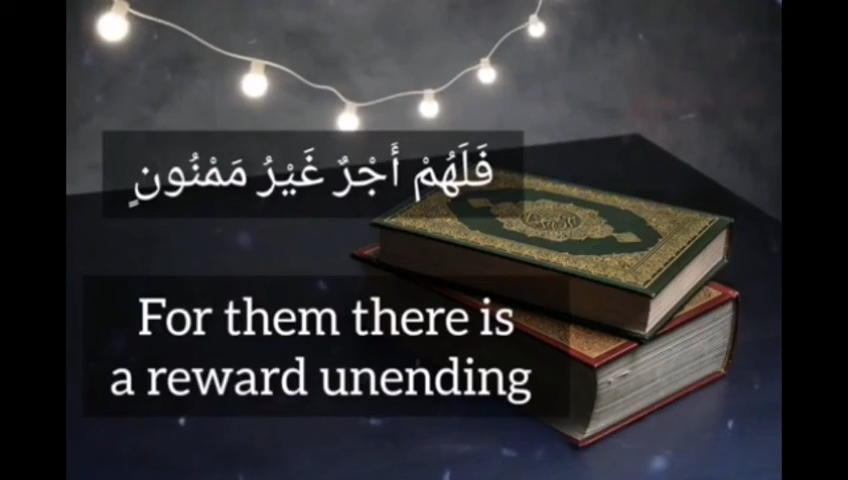 فَلَهُمْ أَجْرٌ غَيْرُ مَمْنُونٍ
For them there is
a reward unending